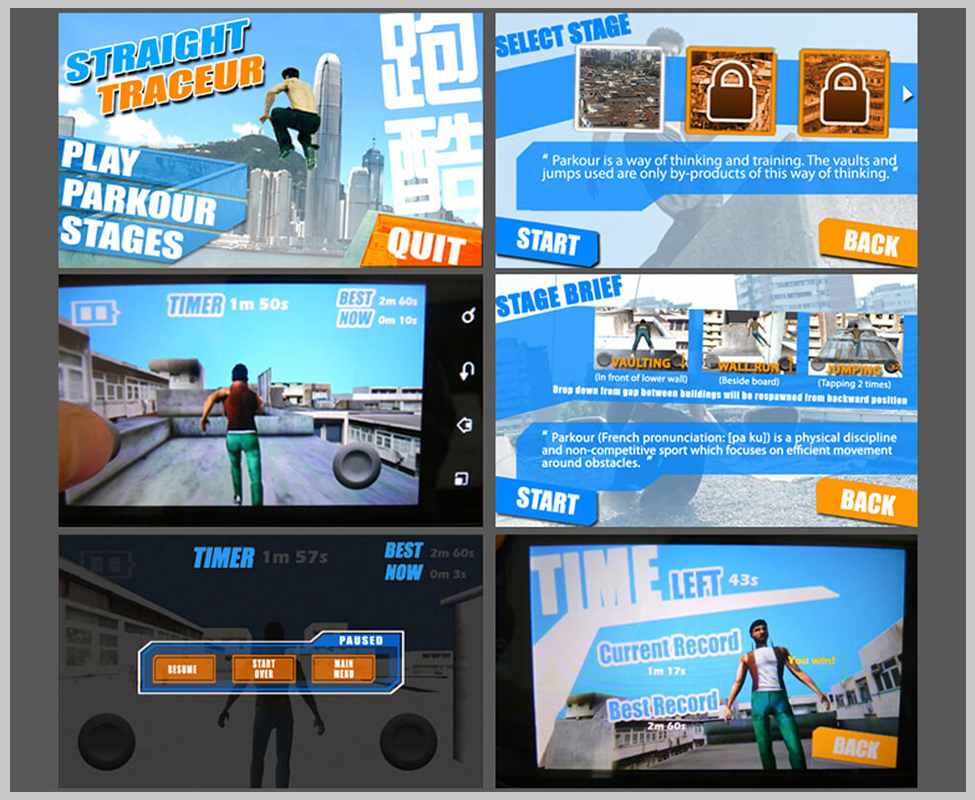 STRAIGHT
TRACEUR
跑
酷
PLAY
PARKOUR
STAGES
QUIT
SELECT STAGE
“ Parkour is a way of thinking and training. The vaults and
jumps used are only by-products of this way of thinking. ”
START
BACK
TIMER 1m 50s
BEST 2m 60s
NOW 0m 10s
STAGE BRIEF
VAULTING
WALL RUN
JUMPING
(In front of lower wall)
(Beside board)
(Tapping 2 times)
Drop down from gap between buildings will be respawned from backward position
“ Parkour (French pronunciation: [pa ku]) is a physical discipline
and non-competitive sport which focuses on efficient movement
around obstacles. ”
START
BACK
TIMER 1m 57s
BEST 2m 60s
NOW 0m 3s
PAUSED
RESUME
START
OVER
MAIN
MENU
TIME
LEFT 43s
Current Record
1m 17s
You win!
Best Record
2m 60s
BACK